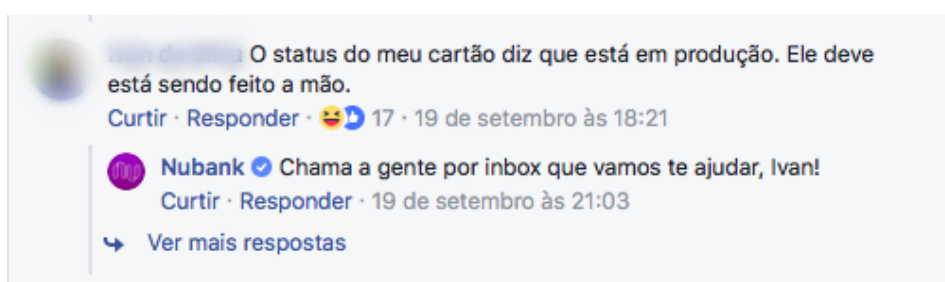 O status do meu cartão diz que está em produção. Ele deve
está sendo feito a mão.
Curtir · Responder · 17 · 19 de setembro às 18:21
Nubank Chama a gente por inbox que vamos te ajudar, Ivan!
Curtir · Responder · 19 de setembro às 21:03
Ver mais respostas